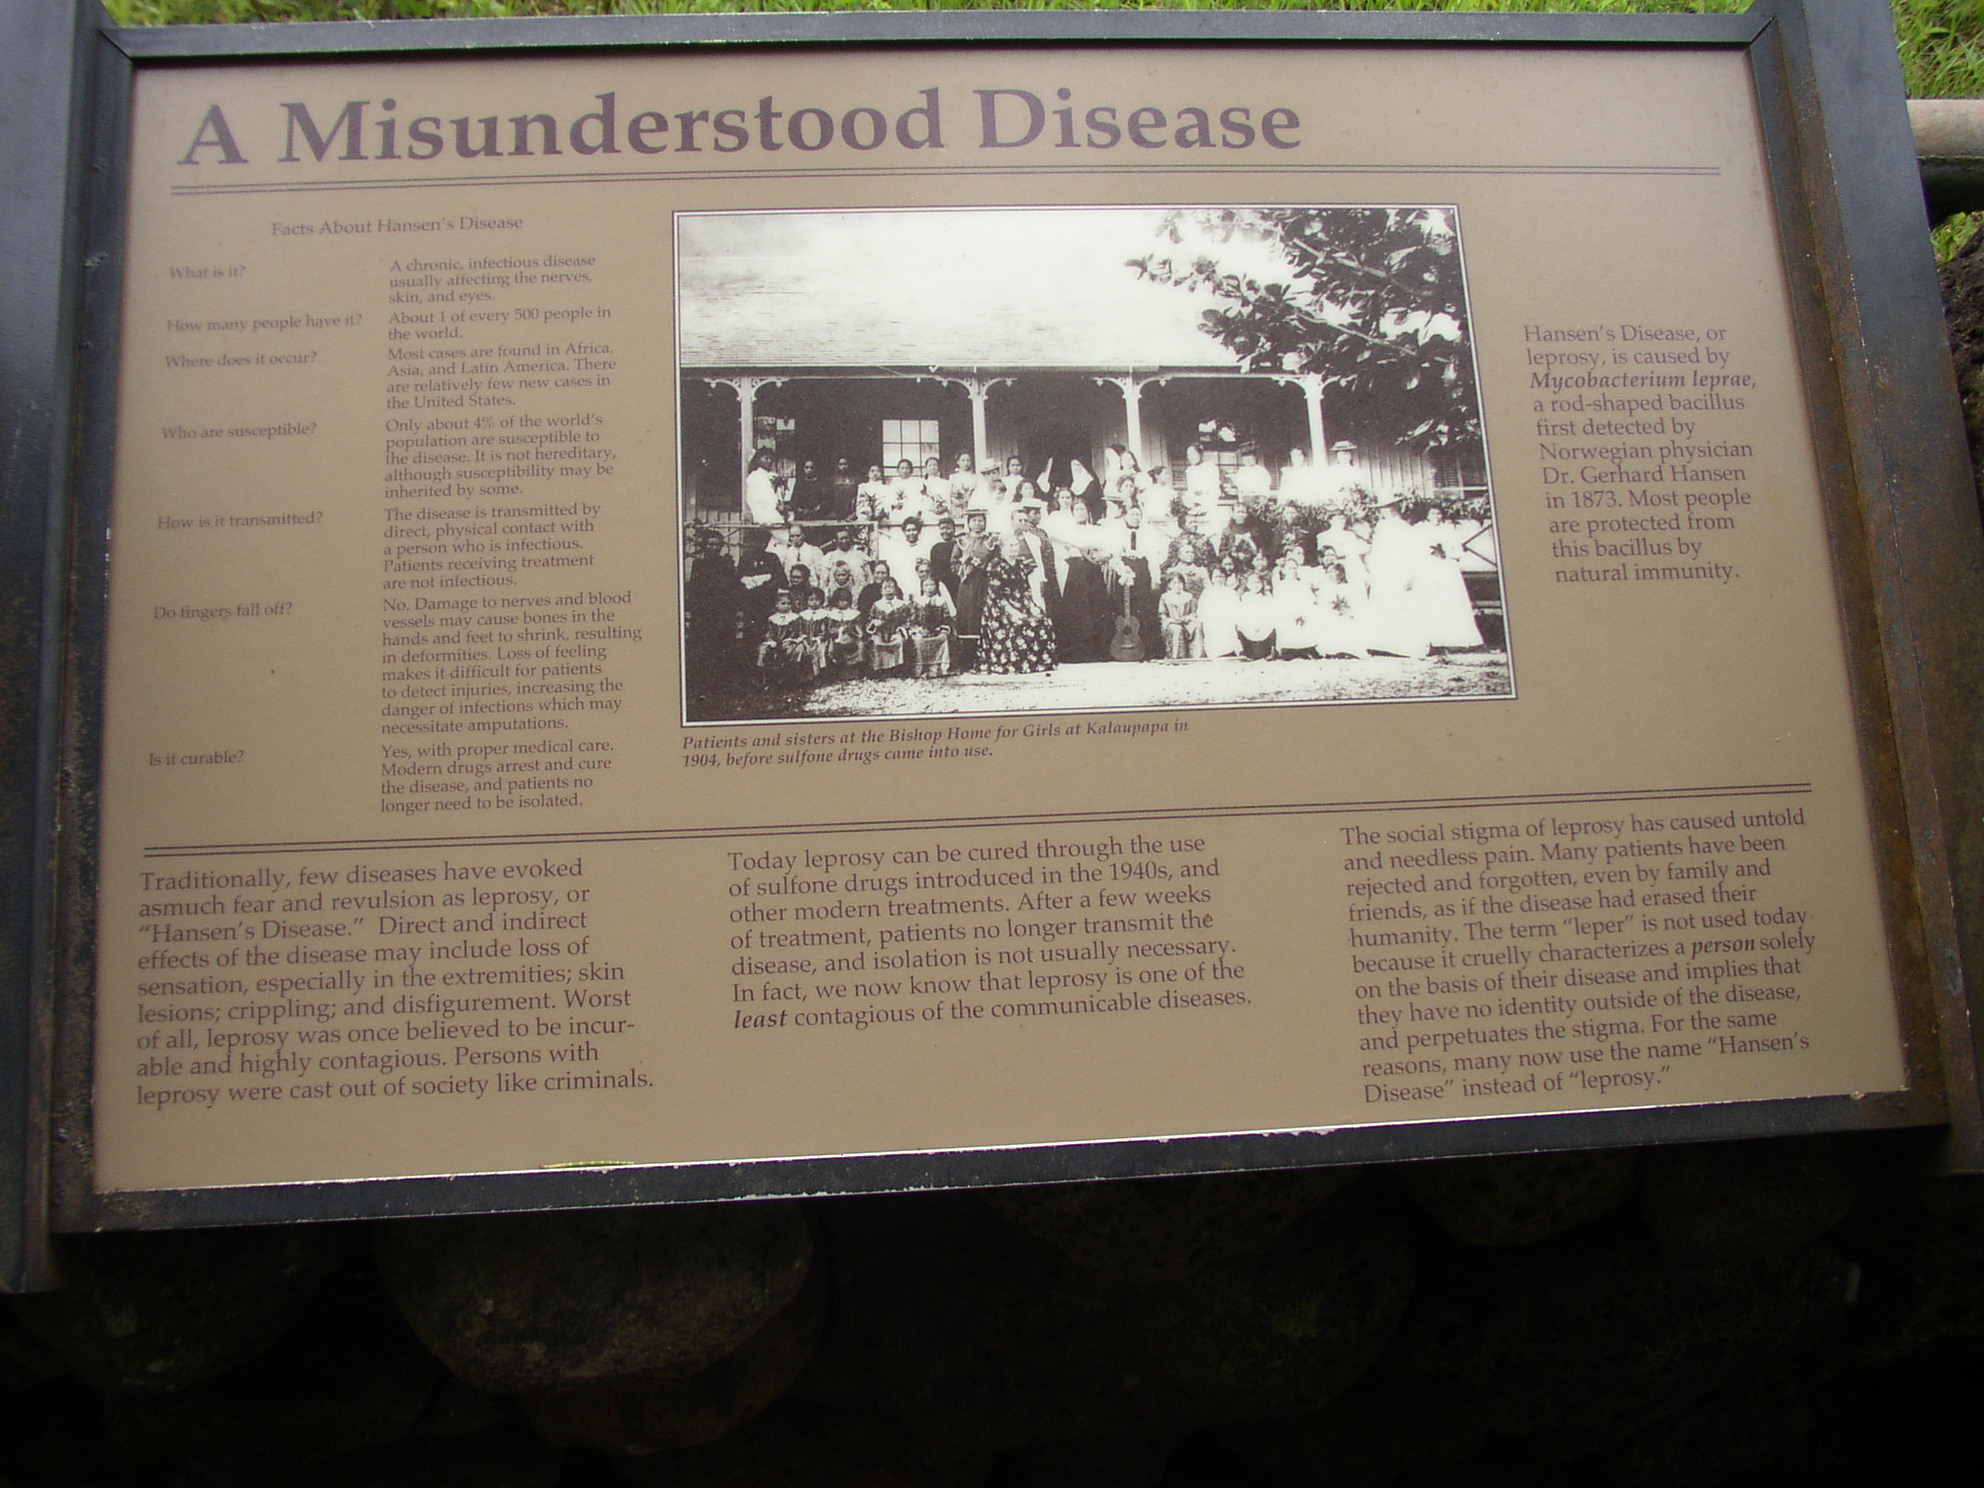 A Misunderstood Disease
Facts About Hansen's Disease
What is it?
A chronic, infectious disease
usually affecting the nerves,
skin, and eyes.
How many people have it?
About 1 of every 500 people in
the world.
Where does it occur?
Most cases are found in Africa,
Asia, and Latin America. There
are relatively few new cases in
the United States.
Who are susceptible?
Only about 4% of the world's
population are susceptible to
the disease. It is not hereditary,
although susceptibility may be
inherited by some.
How is it transmitted?
The disease is transmitted by
direct, physical contact with
a person who is infectious.
Patients receiving treatment
are not infectious.
Do fingers fall off?
No. Damage to nerves and blood
vessels may cause bones in the
hands and feet to shrink, resulting
in deformities. Loss of feeling
makes it difficult for patients
to detect injuries, increasing the
danger of infections which may
necessitate amputations.
Is it curable?
Yes, with proper medical care.
Modern drugs arrest and cure
the disease, and patients no
longer need to be isolated.
Patients and sisters at the Bishop Home for Girls at Kalaupapa in
1904, before sulfone drugs came into use.
Hansen's Disease, or
leprosy, is caused by
Mycobacterium leprae,
a rod-shaped bacillus
first detected by
Norwegian physician
Dr. Gerhard Hansen
in 1873. Most people
are protected from
this bacillus by
natural immunity.
Traditionally, few diseases have evoked
asmuch fear and revulsion as leprosy, or
"Hansen's Disease." Direct and indirect
effects of the disease may include loss of
sensation, especially in the extremities; skin
lesions; crippling; and disfigurement. Worst
of all, leprosy was once believed to be incur-
able and highly contagious. Persons with
leprosy were cast out of society like criminals.
Today leprosy can be cured through the use
of sulfone drugs introduced in the 1940s, and
other modern treatments. After a few weeks
of treatment, patients no longer transmit the
disease, and isolation is not usually necessary.
In fact, we now know that leprosy is one of the
least contagious of the communicable diseases.
The social stigma of leprosy has caused untold
and needless pain. Many patients have been
rejected and forgotten, even by family and
friends, as if the disease had erased their
humanity. The term "leper" is not used today
because it cruelly characterizes a person solely
on the basis of their disease and implies that
they have no identity outside of the disease,
and perpetuates the stigma. For the same
reasons, many now use the name "Hansen's
Disease" instead of "leprosy."